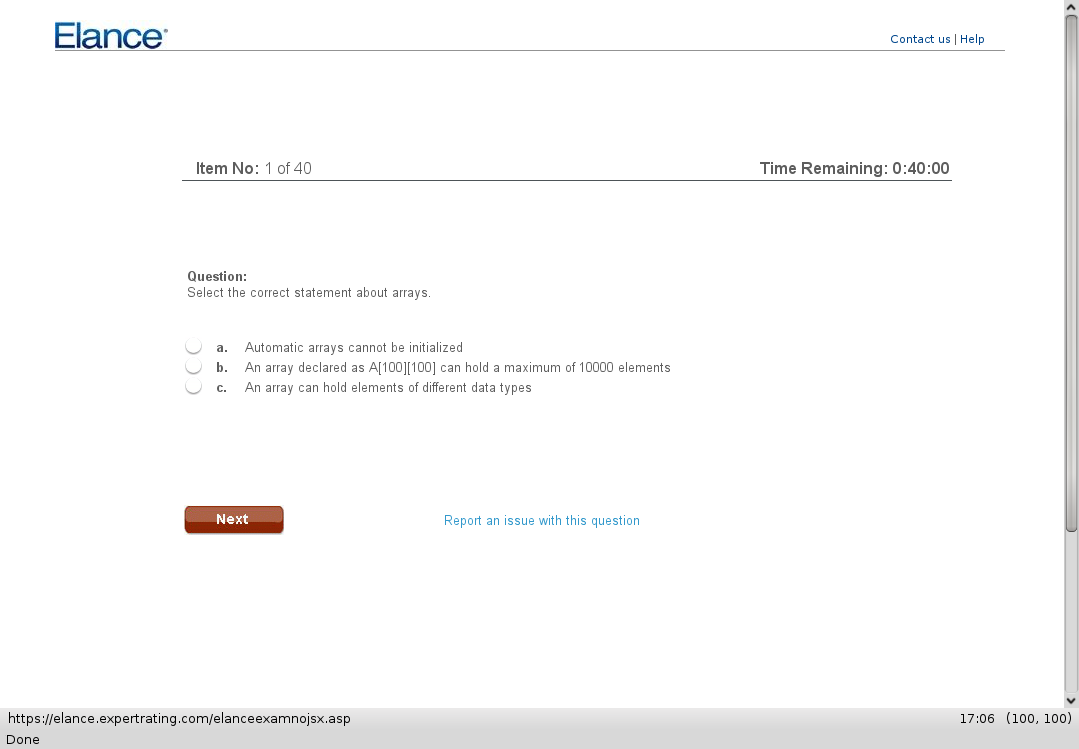 Elance
Contact us | Help
Item No: 1 of 40
Time Remaining: 0:40:00
Question:
Select the correct statement about arrays.
a. Automatic arrays cannot be initialized
b. An array declared as A[100][100] can hold a maximum of 10000 elements
c. An array can hold elements of different data types
Next
Report an issue with this question
https://elance.expertrating.com/elanceexamnojsx.asp
17:06 (100, 100)
Done